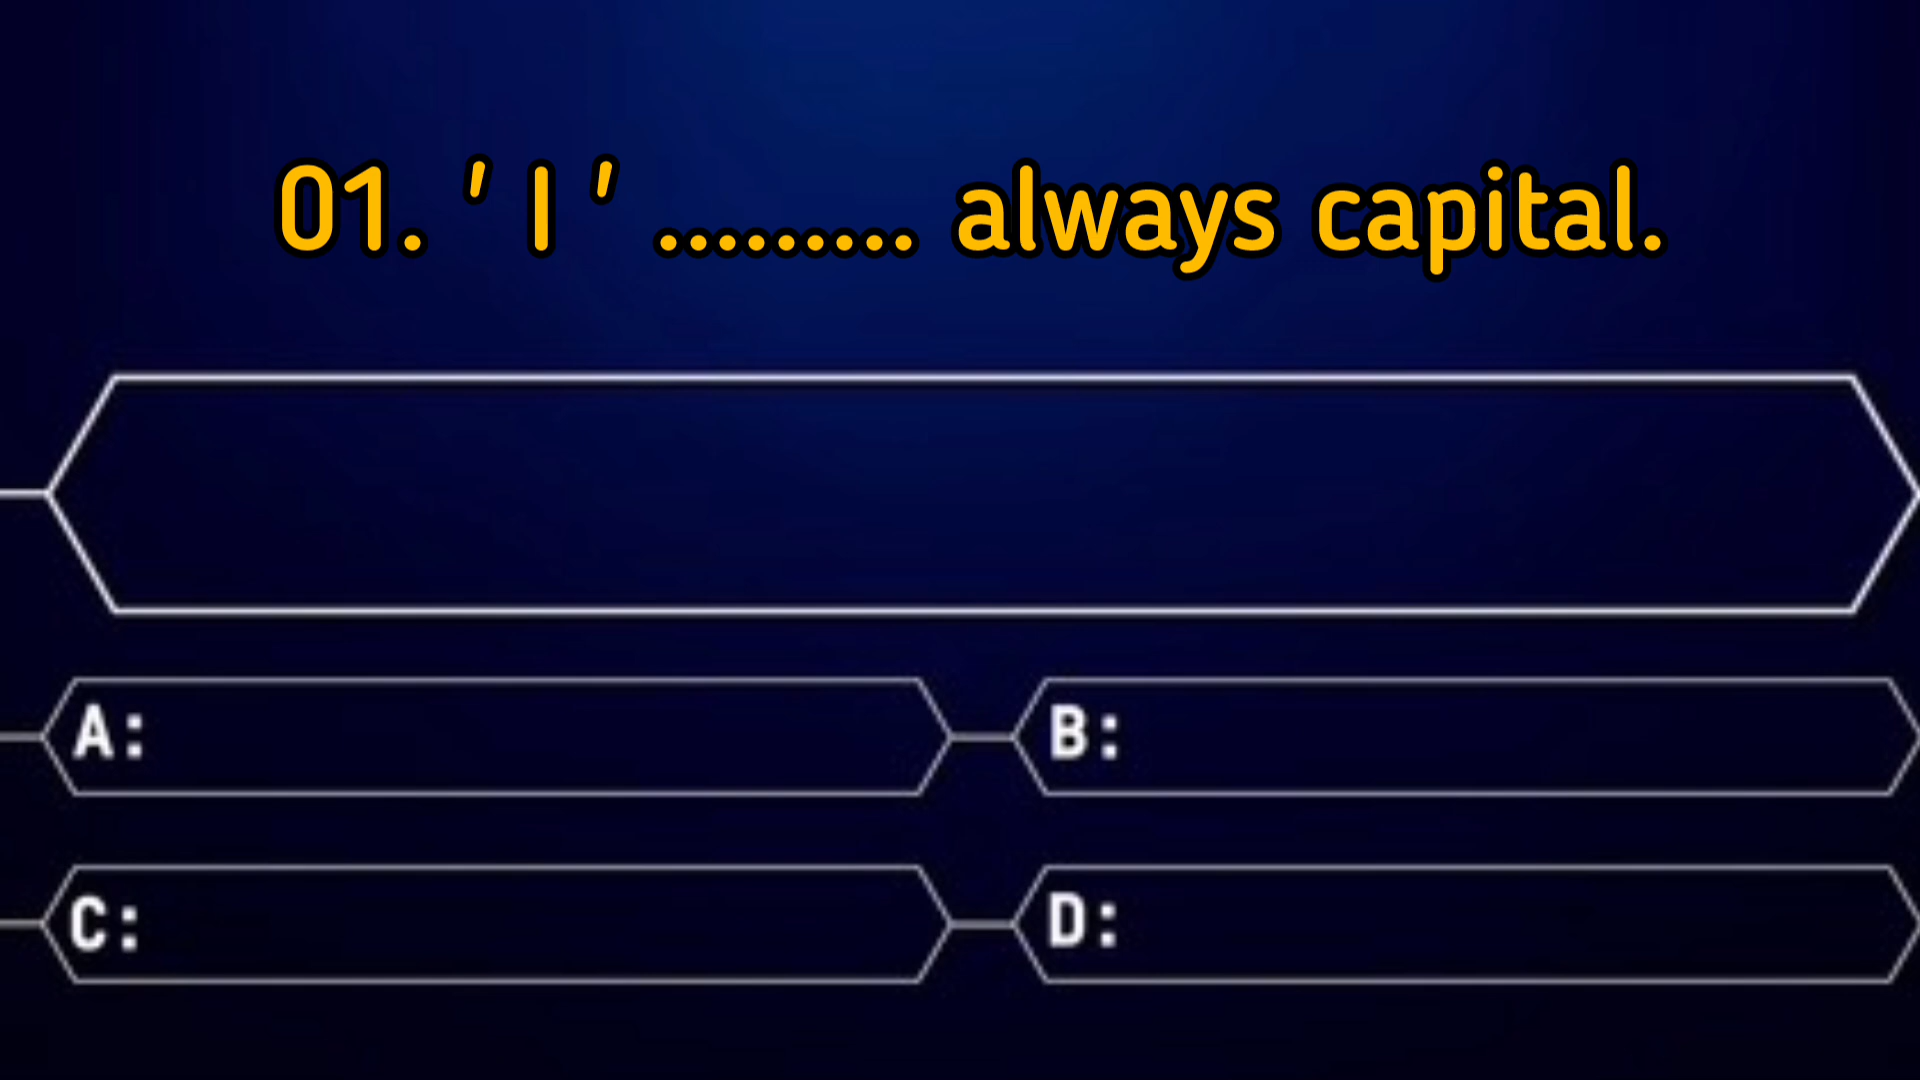 01. ' I ' ......... always capital.
A:
B:
C:
D: